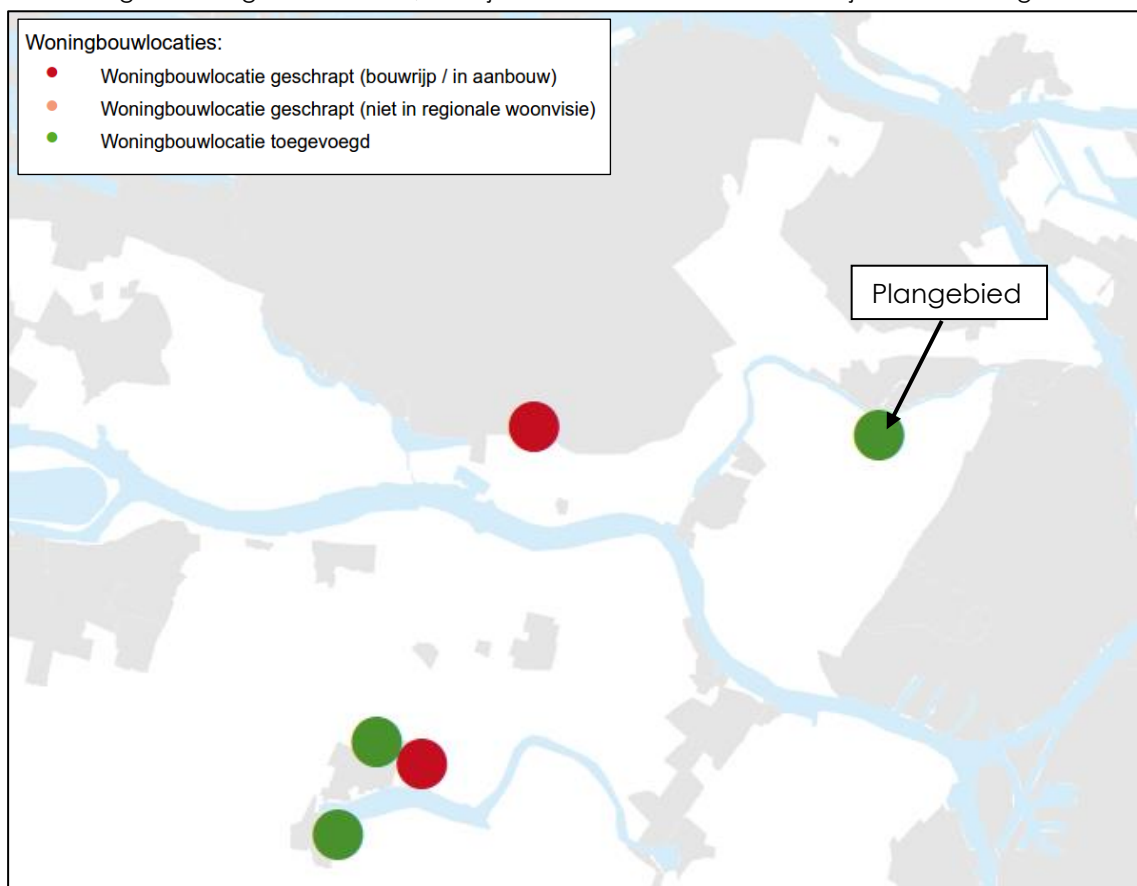 Woningbouwlocaties:
Woningbouwlocatie geschrapt (bouwrijp / in aanbouw)
Woningbouwlocatie geschrapt (niet in regionale woonvisie)
Woningbouwlocatie toegevoegd
Plangebied